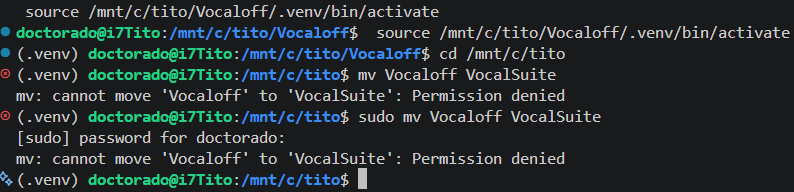 source /mnt/c/tito/Vocaloff/.venv/bin/activate
doctorado@i7Tito:/mnt/c/tito/Vocaloff$  source /mnt/c/tito/Vocaloff/.venv/bin/activate
(.venv) doctorado@i7Tito:/mnt/c/tito/Vocaloff$ cd /mnt/c/tito
(.venv) doctorado@i7Tito:/mnt/c/tito$ mv Vocaloff VocalSuite
mv: cannot move 'Vocaloff' to 'VocalSuite': Permission denied
(.venv) doctorado@i7Tito:/mnt/c/tito$ sudo mv Vocaloff VocalSuite
[sudo] password for doctorado:
mv: cannot move 'Vocaloff' to 'VocalSuite': Permission denied
(.venv) doctorado@i7Tito:/mnt/c/tito$